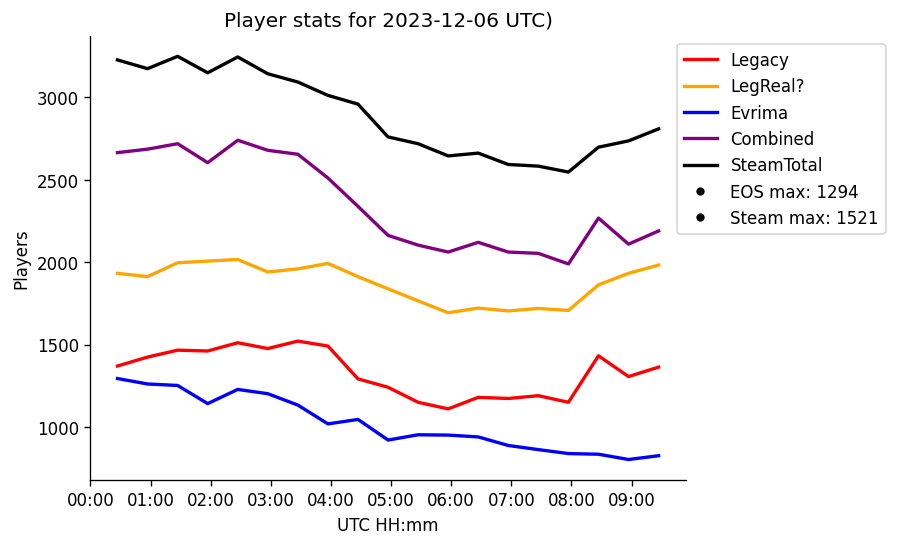 Player stats for 2023-12-06 UTC)
Legacy
LegReal?
Evrima
Combined
SteamTotal
EOS max: 1294
Steam max: 1521
Players
3000
2500
2000
1500
1000
00:00 01:00 02:00 03:00 04:00 05:00 06:00 07:00 08:00 09:00
UTC HH:mm